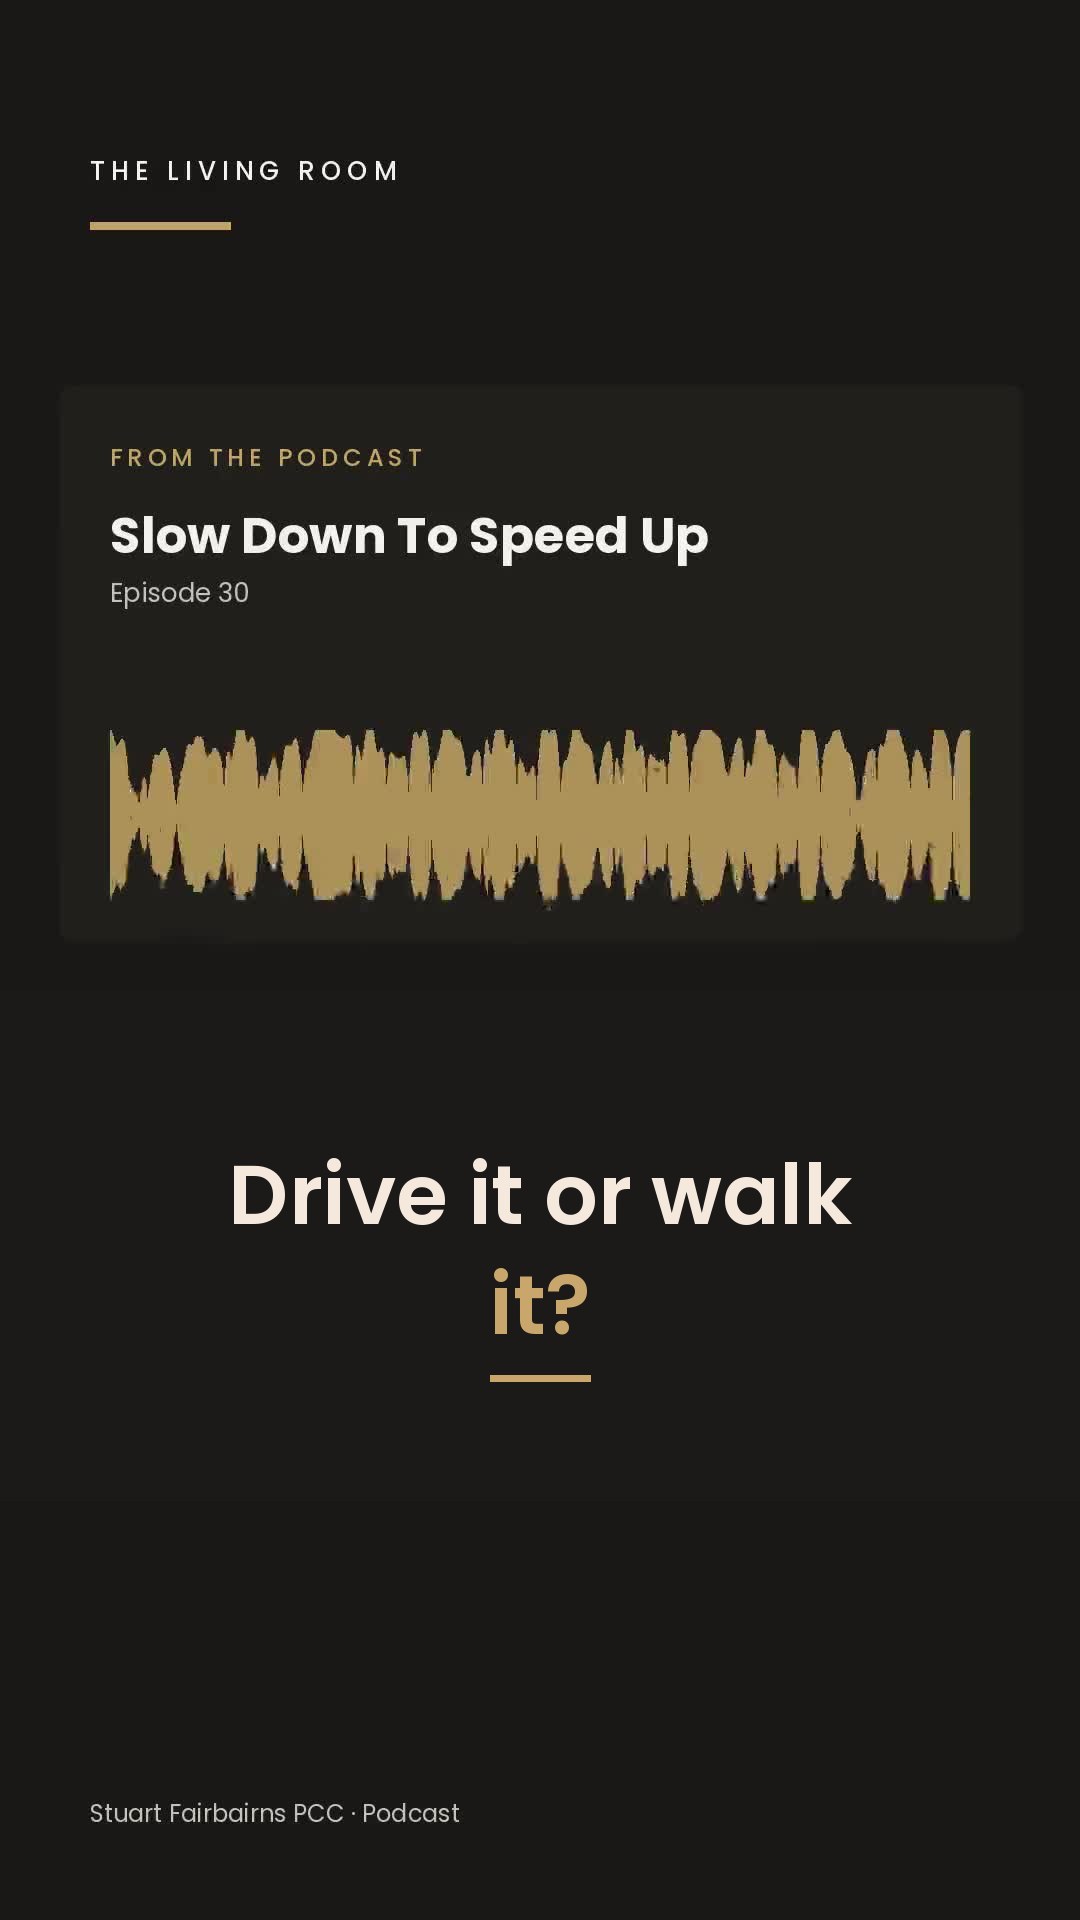 THE LIVING ROOM
FROM THE PODCAST
Slow Down To Speed Up
Episode 30
Drive it or walk
it?
Stuart Fairbairns PCC · Podcast